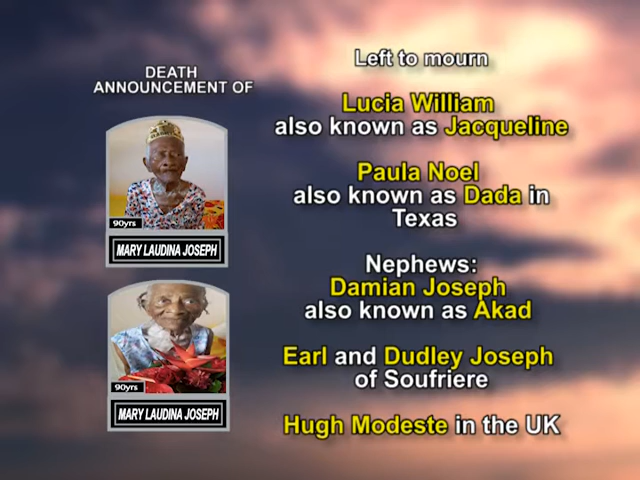 DEATH
ANNOUNCEMENT OF
90yrs
MARY LAUDINA JOSEPH
90yrs
MARY LAUDINA JOSEPH
Left to mourn
Lucia William
also known as Jacqueline
Paula Noel
also known as Dada in
Texas
Nephews:
Damian Joseph
also known as Akad
Earl and Dudley Joseph
of Soufriere
Hugh Modeste in the UK